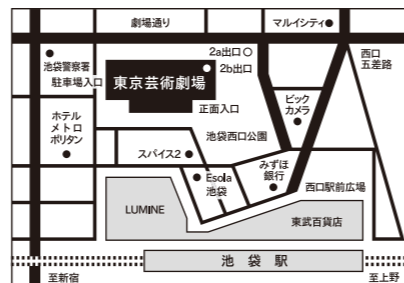 劇場通り
マルイシティ
2a出口
西口
五差路
池袋警察署
2b出口
駐車場入口
東京芸術劇場
正面入口
ビック
カメラ
ホテル
メトロ
ポリタン
池袋西口公園
スパイス2
みずほ
銀行
Esola
池袋
西口駅前広場
LUMINE
東武百貨店
池袋駅
至新宿
至上野